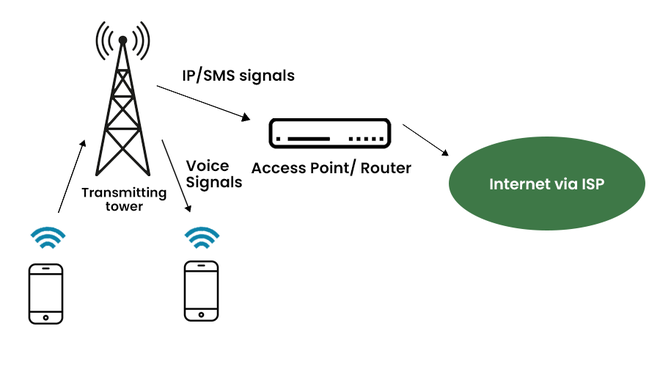 IP/SMS signals
Voice
Signals
Access Point/ Router
Transmitting
tower
Internet via ISP